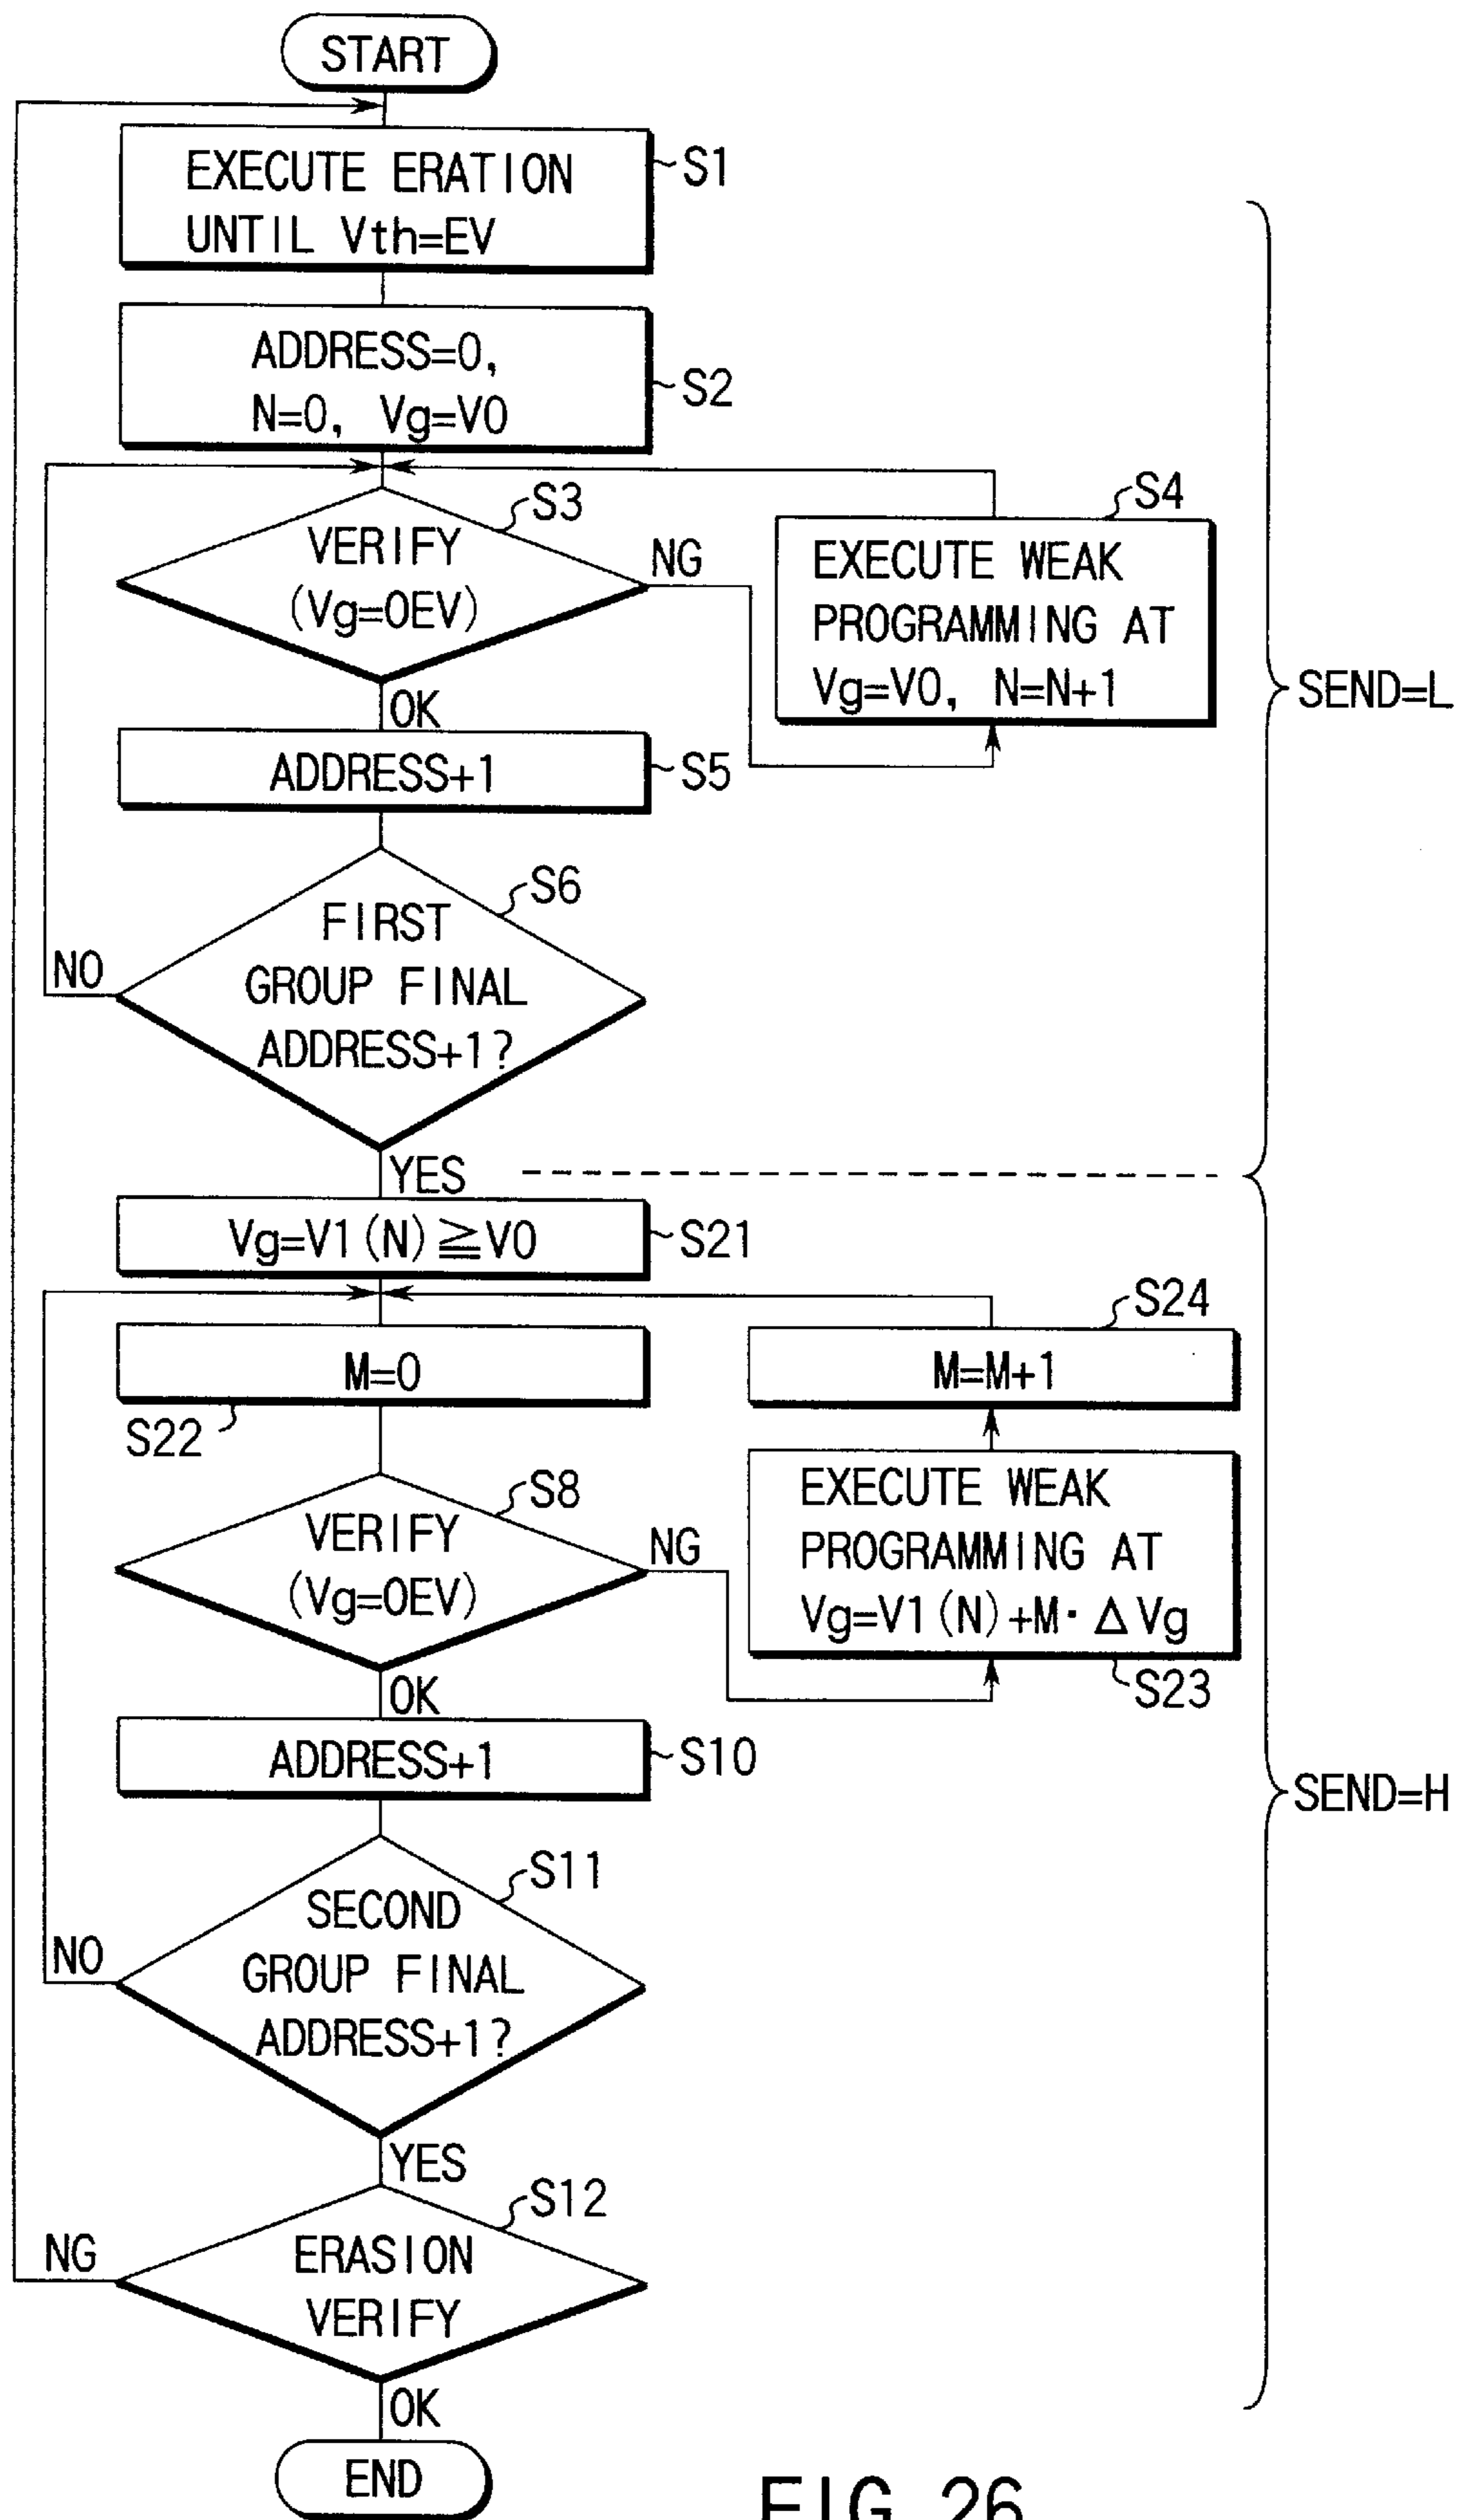 START
EXECUTE ERATION
UNTIL Vth=EV
S1
ADDRESS=0,
N=0, Vg=V0
S2
VERIFY
(Vg=OEV)
S3
NG
OK
EXECUTE WEAK
PROGRAMMING AT
Vg=V0, N=N+1
S4
SEND=L
ADDRESS+1
S5
FIRST
GROUP FINAL
ADDRESS+1?
S6
NO
YES
Vg=V1(N)≧V0
S21
M=0
S22
M=M+1
S24
VERIFY
(Vg=OEV)
S8
NG
OK
EXECUTE WEAK
PROGRAMMING AT
Vg=V1(N)+M·ΔVg
S23
ADDRESS+1
S10
SEND=H
SECOND
GROUP FINAL
ADDRESS+1?
S11
NO
YES
ERASION
VERIFY
S12
NG
OK
END
FIG. 26